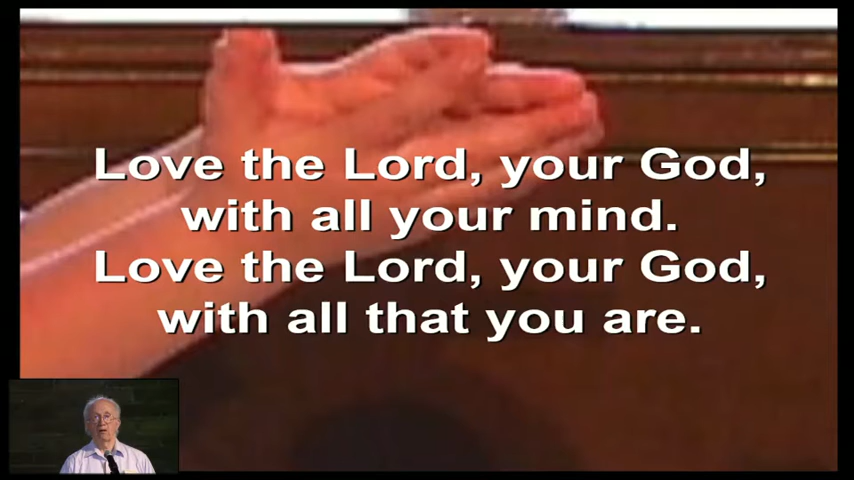 Love the Lord, your God,
with all your mind.
Love the Lord, your God,
with all that you are.